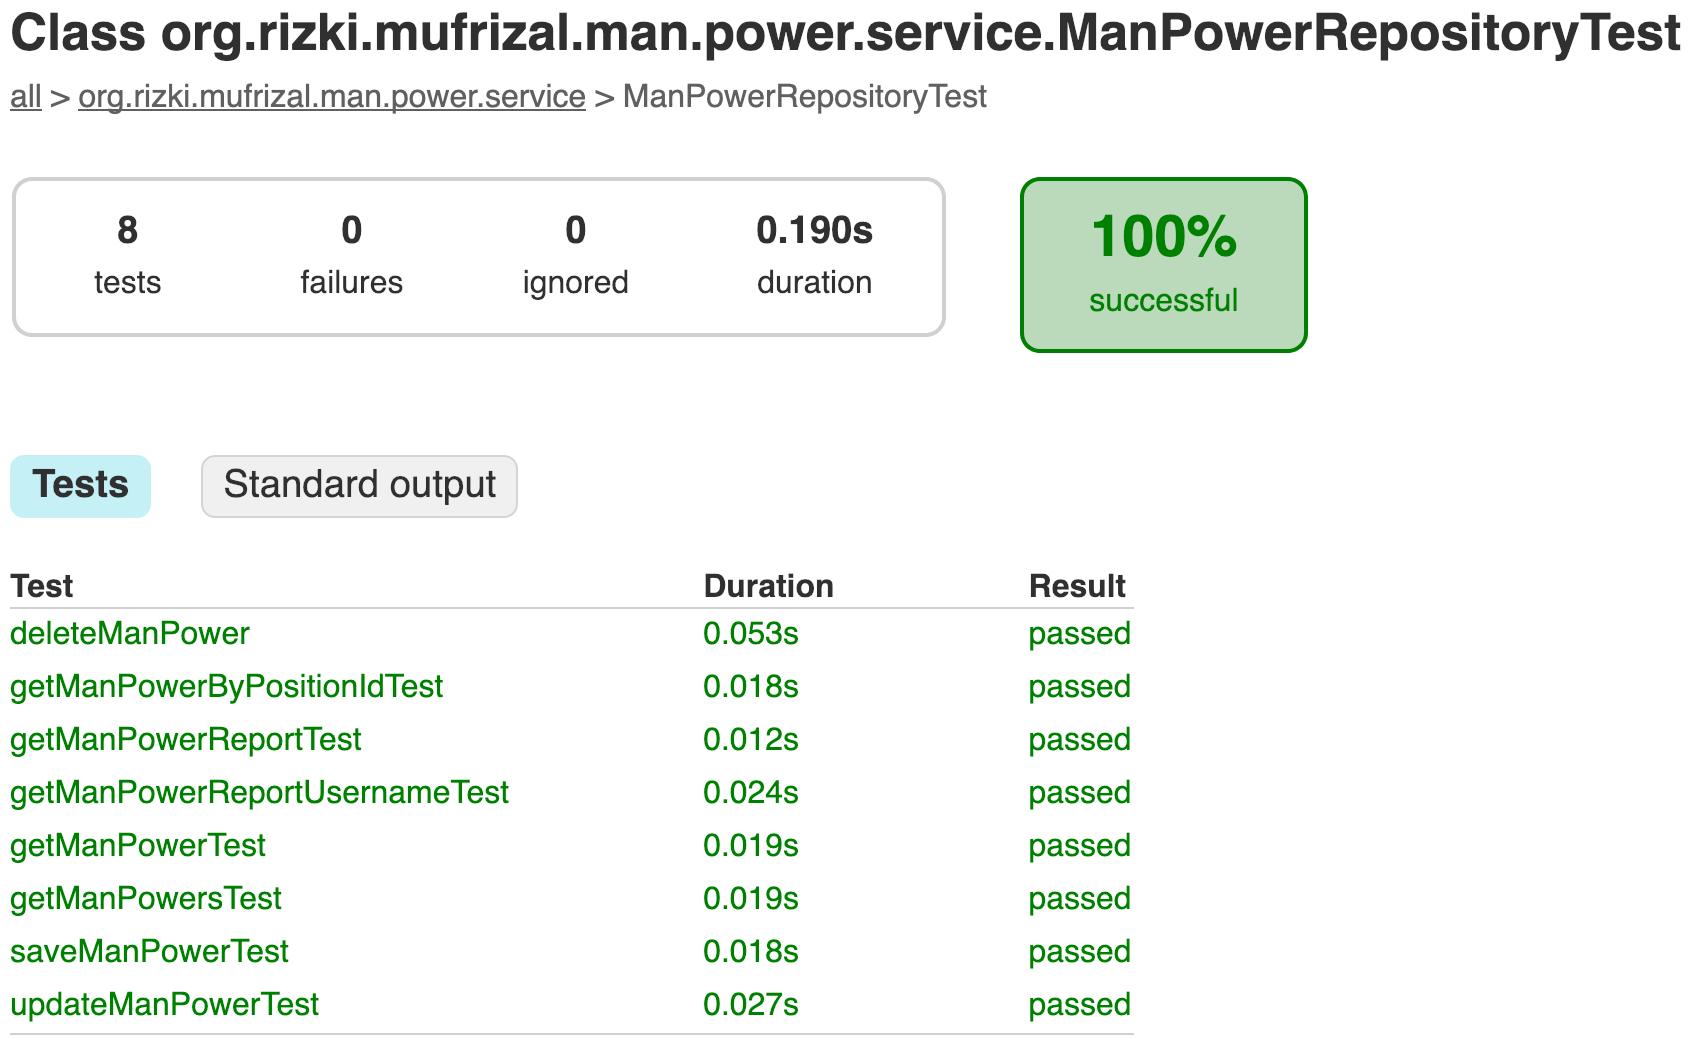 Class org.rizki.mufrizal.man.power.service.ManPowerRepositoryTest
all > org.rizki.mufrizal.man.power.service > ManPowerRepositoryTest
8 0 0 0.190s
tests failures ignored duration
100%
successful
Tests Standard output
Test Duration Result
deleteManPower 0.053s passed
getManPowerByPositionIdTest 0.018s passed
getManPowerReportTest 0.012s passed
getManPowerReportUsernameTest 0.024s passed
getManPowerTest 0.019s passed
getManPowersTest 0.019s passed
saveManPowerTest 0.018s passed
updateManPowerTest 0.027s passed